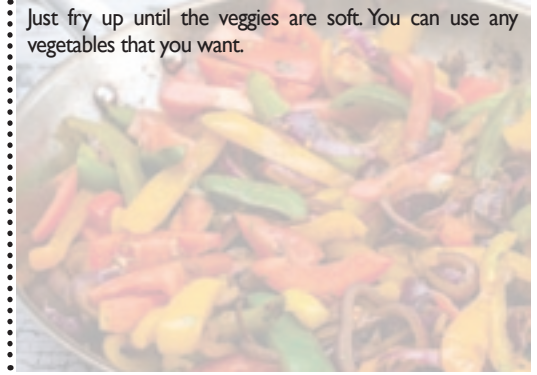 Just fry up until the veggies are soft. You can use any
vegetables that you want.